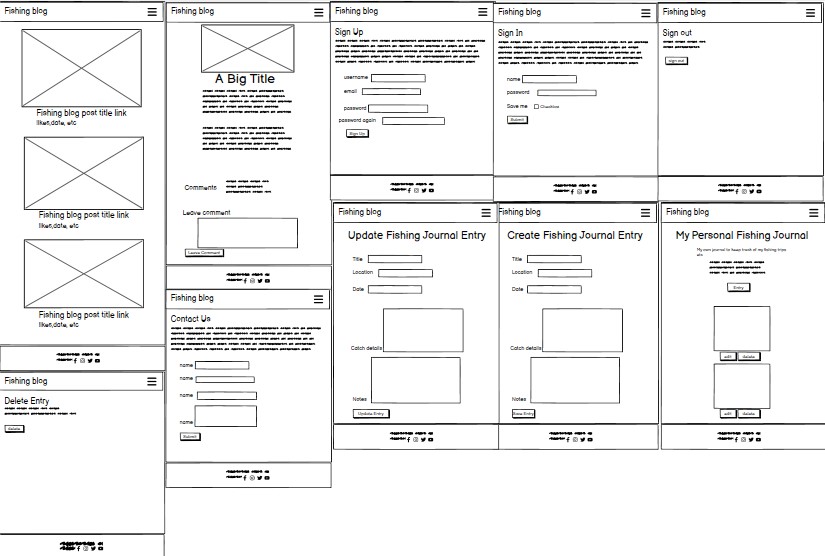 Fishing blog
Fishing blog post title link
likes,date, etc
Fishing blog post title link
likes,date, etc
Fishing blog post title link
likes,date, etc
Fishing blog
A Big Title
Comments
Leave comment
Leave Comment
Fishing blog
Sign Up
username
email
password
password again
Sign Up
Fishing blog
Sign In
name
password
Save me
Checkbox
Submit
Fishing blog
Sign out
sign out
Fishing blog
Delete Entry
delete
Fishing blog
Contact Us
name
name
name
name
Submit
Fishing blog
Update Fishing Journal Entry
Title
Location
Date
Catch details
Notes
Update Entry
Fishing blog
Create Fishing Journal Entry
Title
Location
Date
Catch details
Notes
New Entry
Fishing blog
My Personal Fishing Journal
My own journal to keep track of my fishing trips
etc
Entry
edit
delete
edit
delete